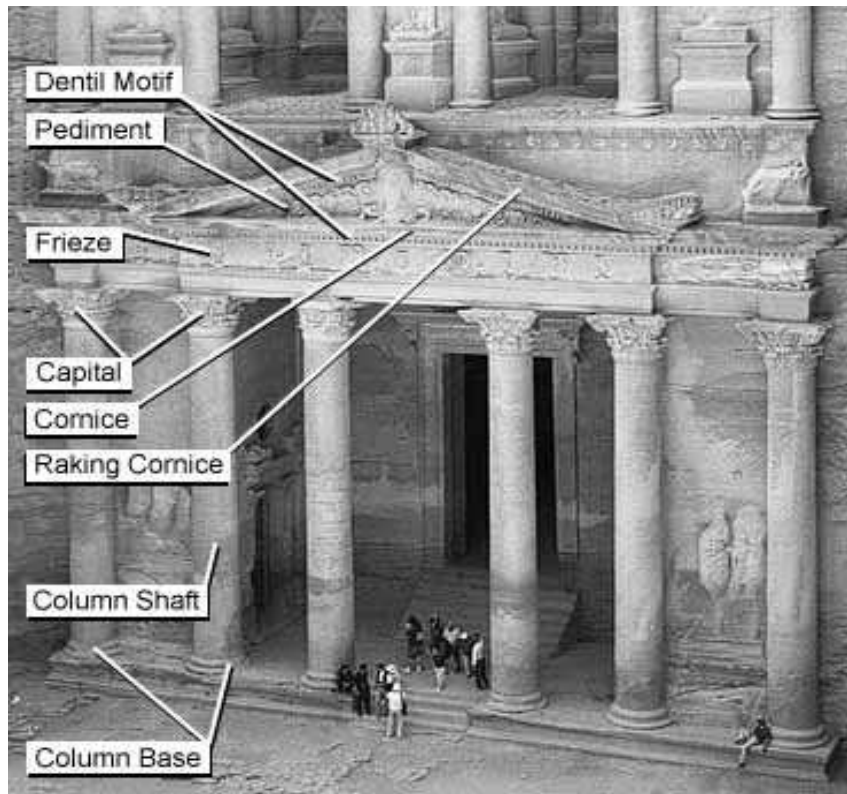 Dentil Motif
Pediment
Frieze
Capital
Cornice
Raking Cornice
Column Shaft
Column Base